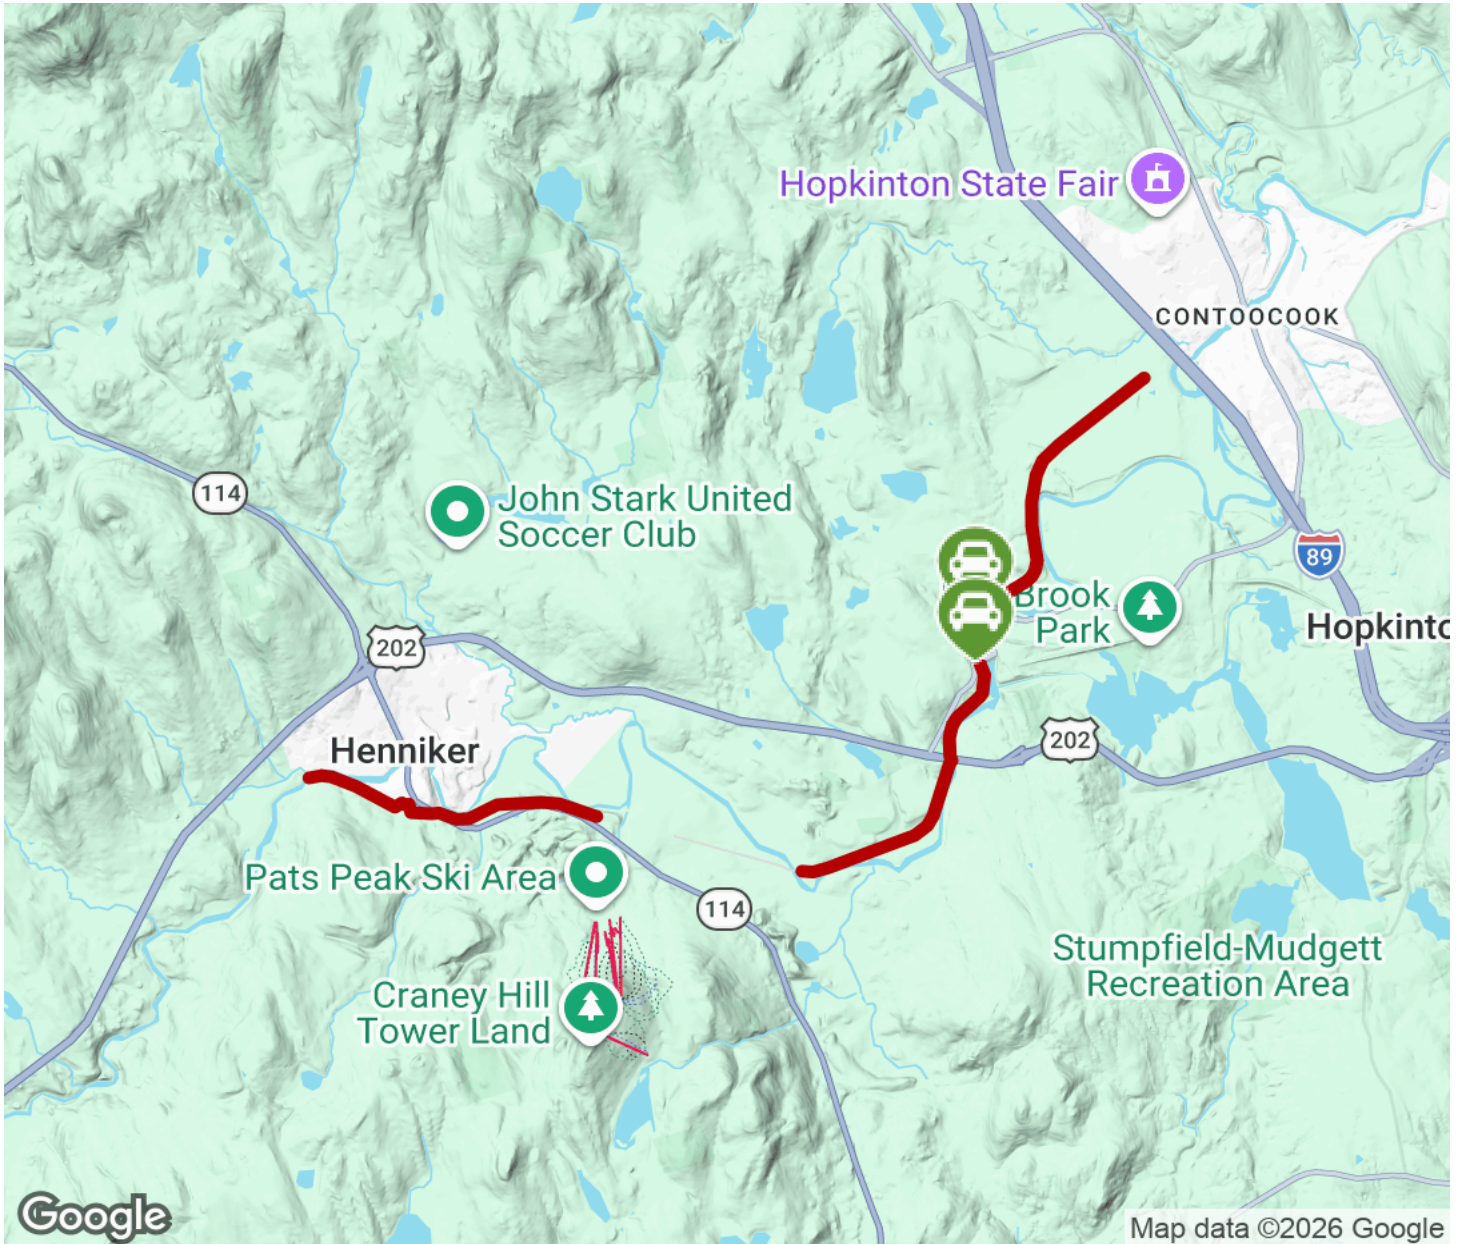 Hopkinton State Fair
CONTOOCOOK
114
John Stark United
Soccer Club
89
Brook
Park
Hopkinto
202
202
Henniker
Pats Peak Ski Area
114
Stumpfield-Mudgett
Recreation Area
Craney Hill
Tower Land
Google
Map data ©2026 Google